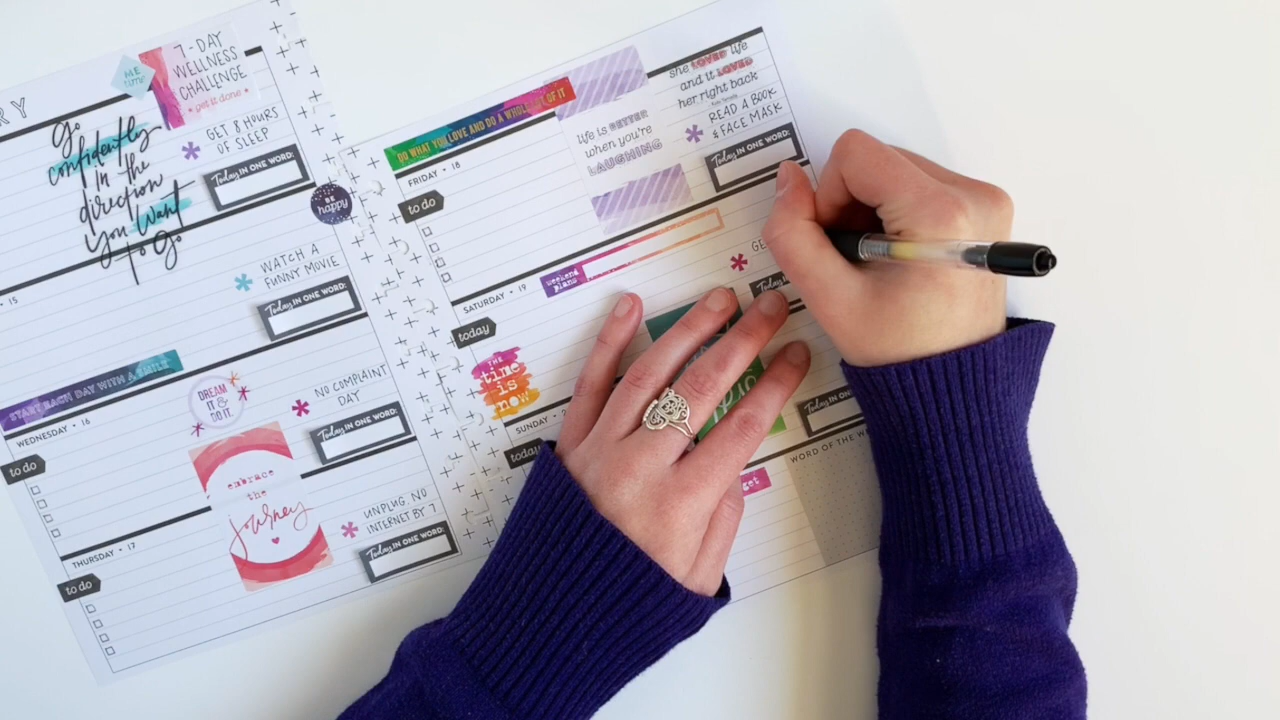 RY
ME
time
7-DAY
WELLNESS
CHALLENGE
get it done
go
confidently
in the
direction
you want
to go
GET 8 HOURS
OF SLEEP
Today IN ONE WORD:
BE
happy
15
WATCH A
FUNNY MOVIE
Today IN ONE WORD:
START EACH DAY WITH A SMILE
WEDNESDAY • 16
to do
DREAM
IT &
DO IT
NO COMPLAINT
DAY
Today IN ONE WORD:
embrace
the
journey
THURSDAY • 17
to do
UNPLUG, NO
INTERNET BY 7
Today IN ONE WORD:
DO WHAT YOU LOVE AND DO A WHOLE LOT OF IT
FRIDAY • 18
to do
life is BETTER
when you're
LAUGHING
she LOVED life
and it LOVED
her right back
READ A BOOK
& FACE MASK
Today IN ONE WORD:
weekend
plans
SATURDAY • 19
today
THE
time
is
now
GE
Today
SUNDAY
today
Today IN ON
WORD OF THE W
get